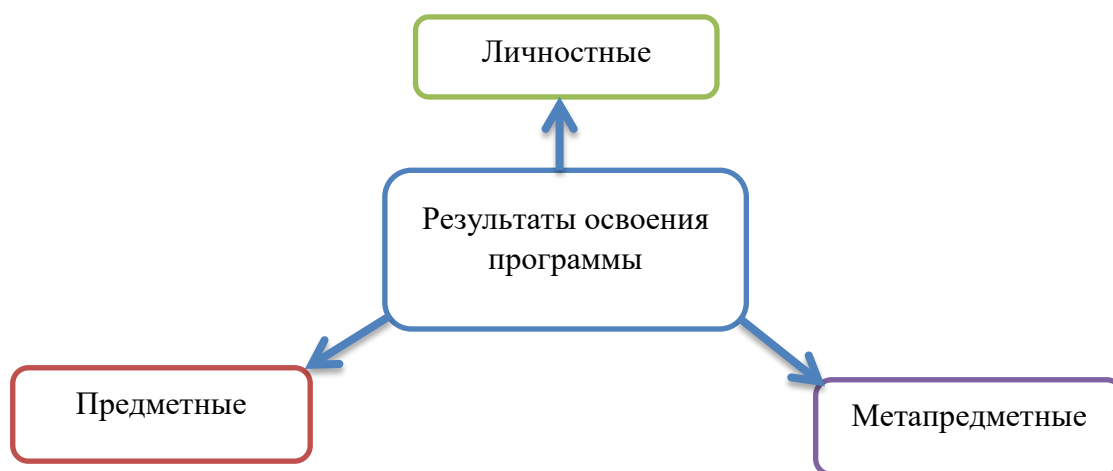 Личностные
Результаты освоения
программы
Предметные
Метапредметные